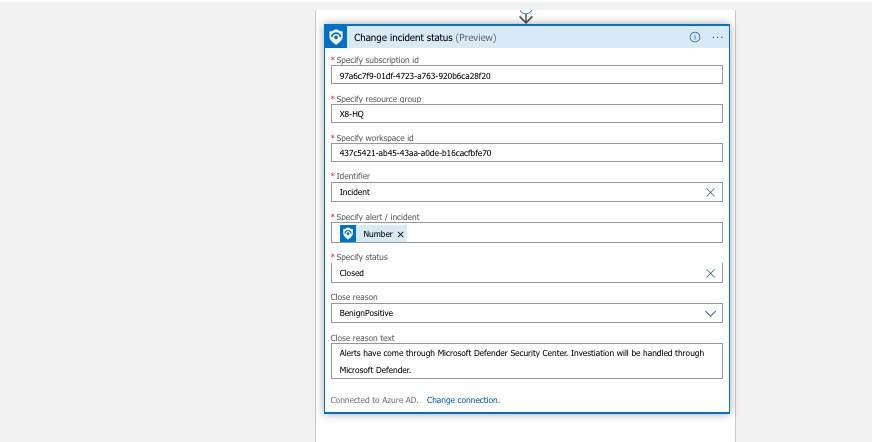 Change incident status (Preview)
* Specify subscription id
97a6c7f9-01df-4723-a763-920b6ca28f20
* Specify resource group
X8-HQ
* Specify workspace id
437c5421-ab45-43aa-a0de-b16cacfbfe70
* Identifier
Incident
* Specify alert / incident
Number
* Specify status
Closed
Close reason
BenignPositive
Close reason text
Alerts have come through Microsoft Defender Security Center. Investiation will be handled through
Microsoft Defender.
Connected to Azure AD. Change connection.